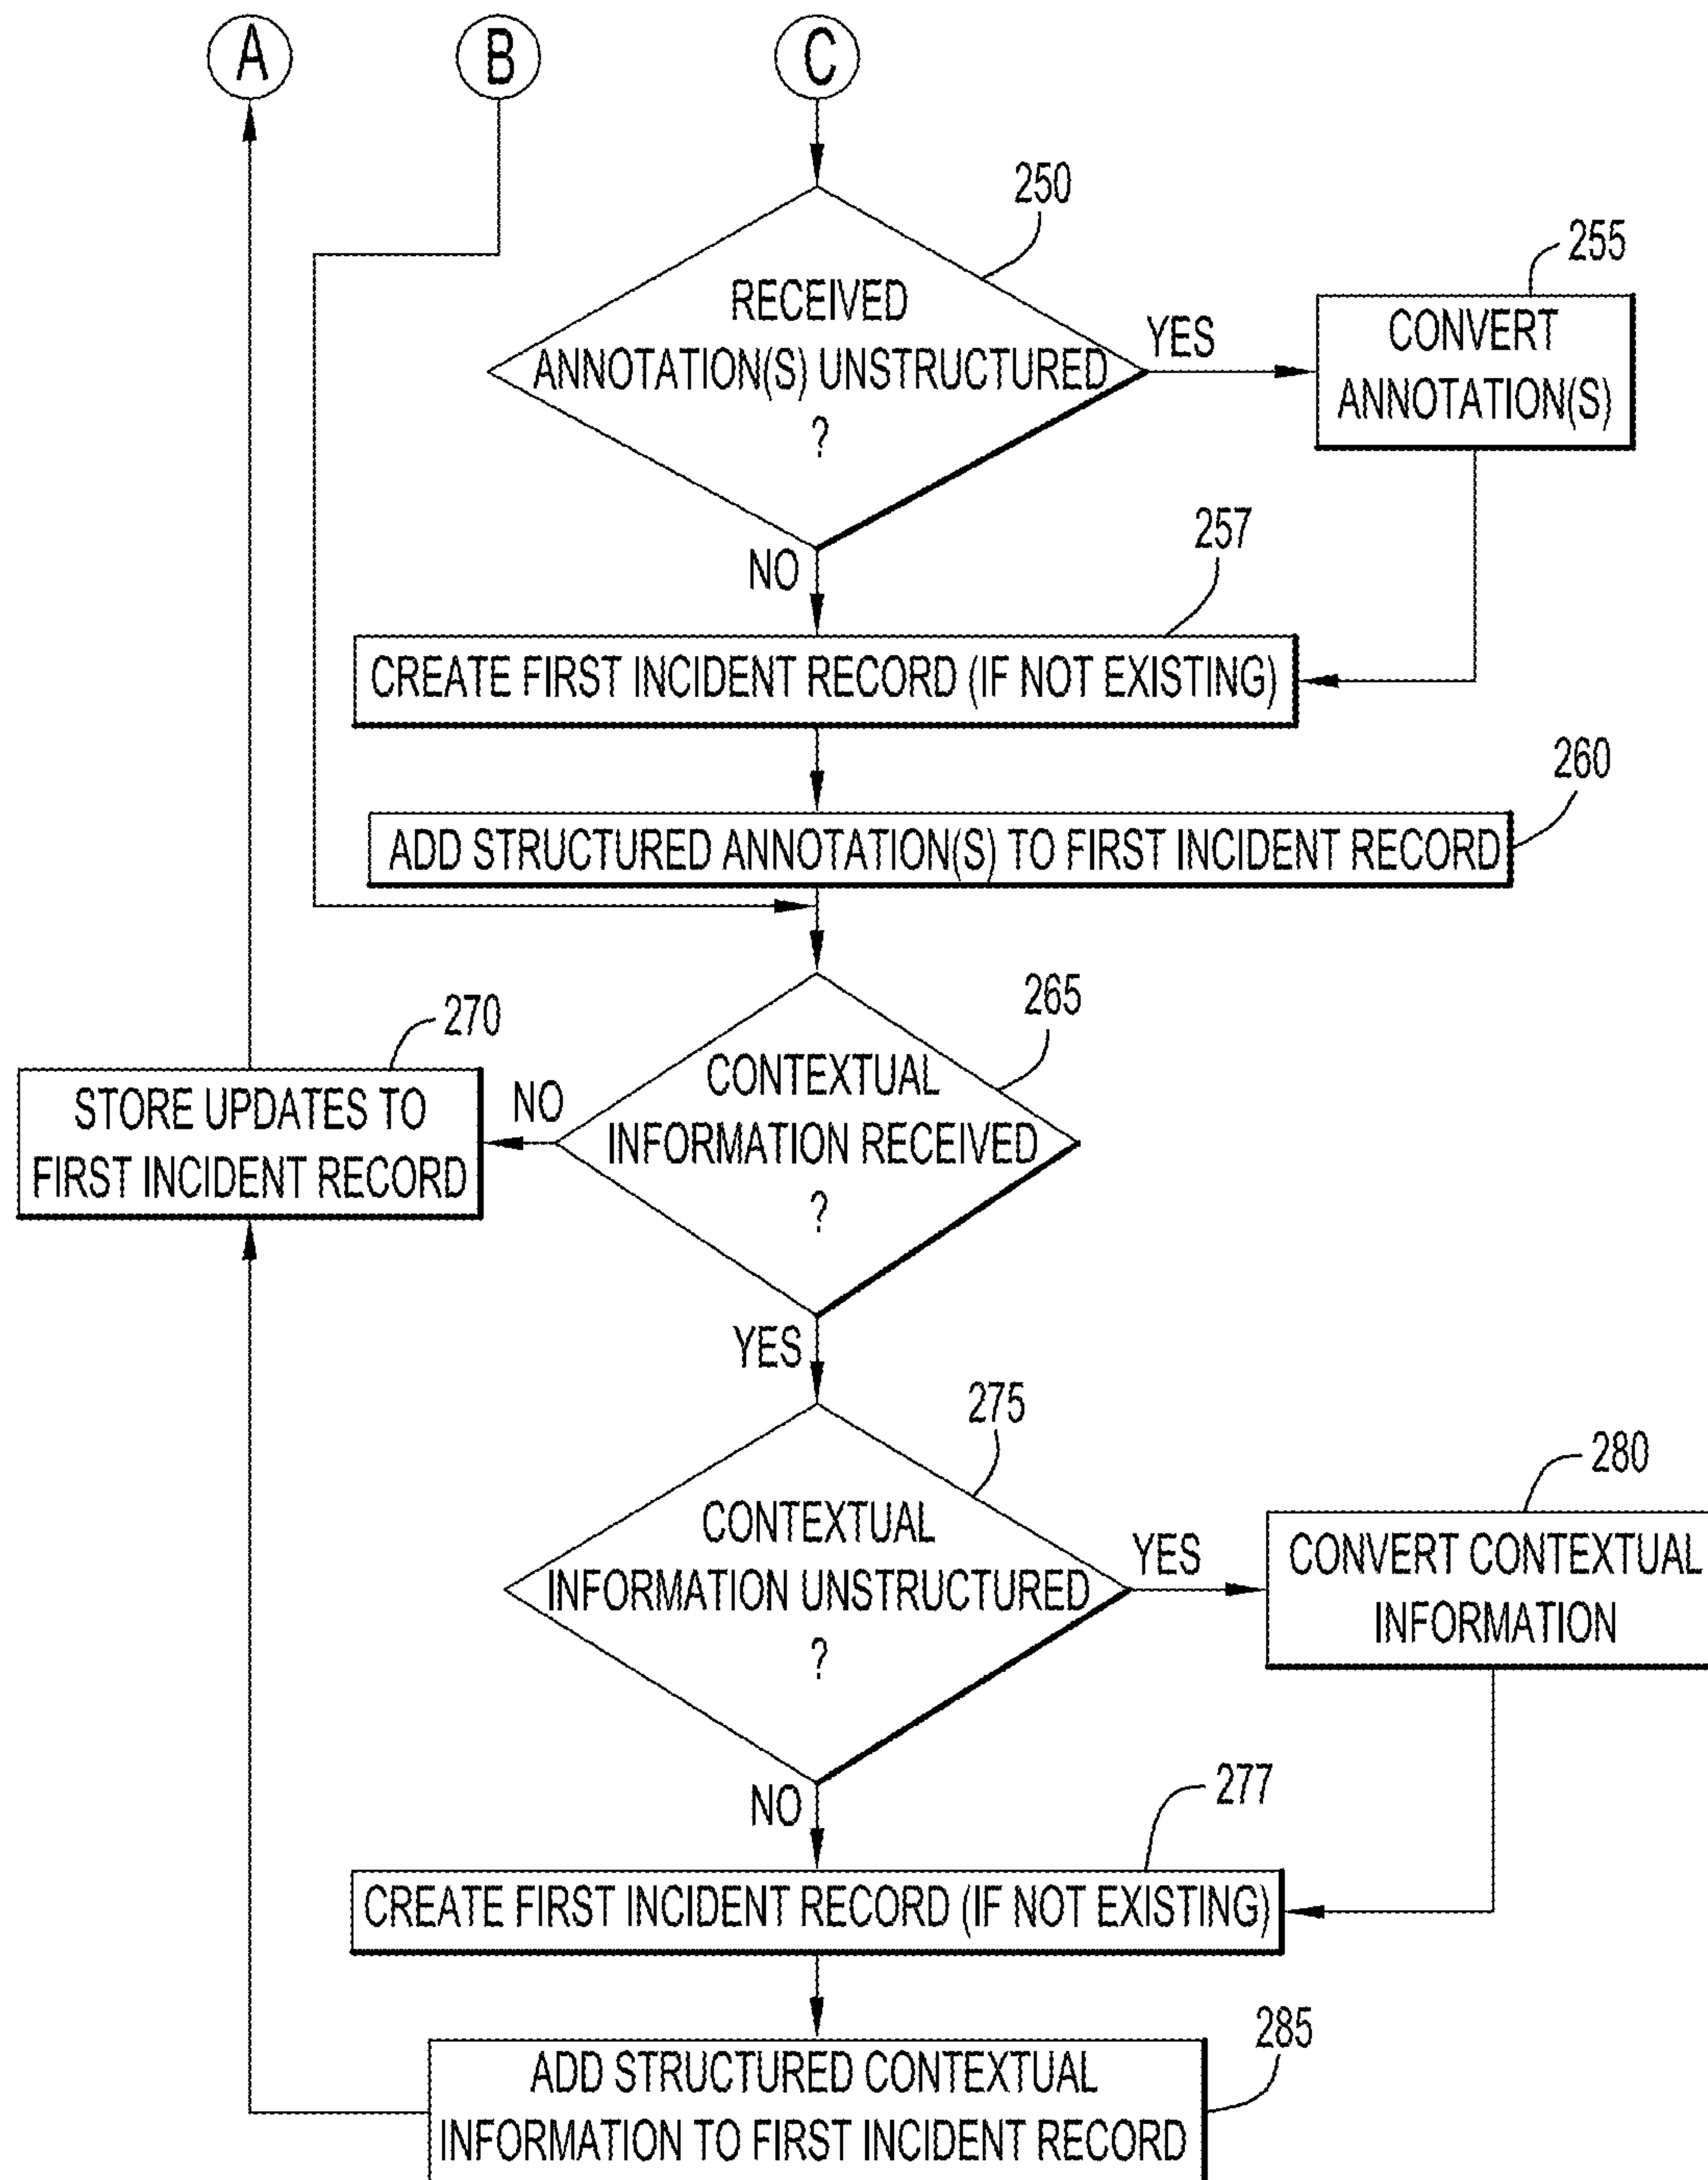 A
B
C
250
RECEIVED
ANNOTATION(S) UNSTRUCTURED
?
YES
255
CONVERT
ANNOTATION(S)
NO
257
CREATE FIRST INCIDENT RECORD (IF NOT EXISTING)
260
ADD STRUCTURED ANNOTATION(S) TO FIRST INCIDENT RECORD
265
CONTEXTUAL
INFORMATION RECEIVED
?
NO
270
STORE UPDATES TO
FIRST INCIDENT RECORD
YES
275
CONTEXTUAL
INFORMATION UNSTRUCTURED
?
YES
280
CONVERT CONTEXTUAL
INFORMATION
NO
277
CREATE FIRST INCIDENT RECORD (IF NOT EXISTING)
285
ADD STRUCTURED CONTEXTUAL
INFORMATION TO FIRST INCIDENT RECORD